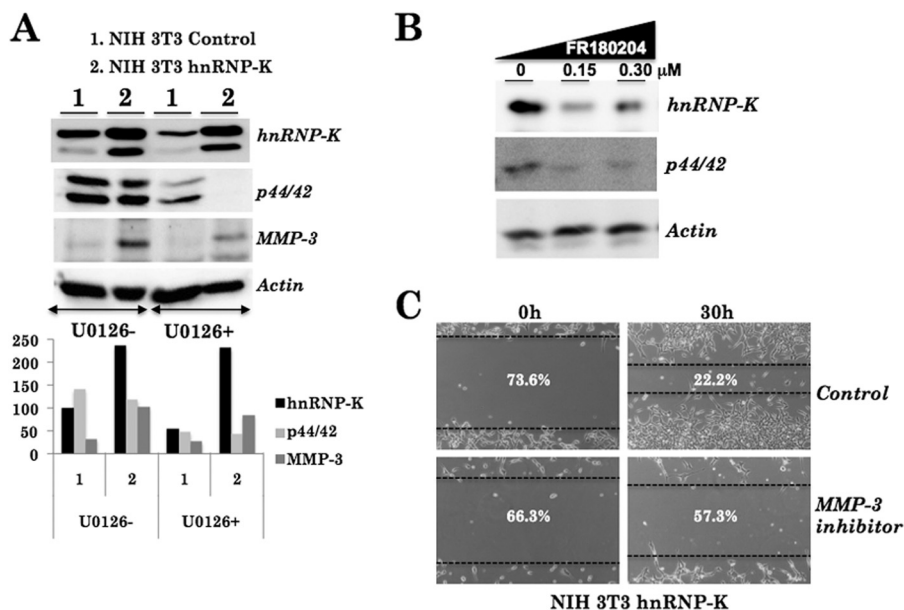 A
1. NIH 3T3 Control
2. NIH 3T3 hnRNP-K
1 2 1 2
hnRNP-K
p44/42
MMP-3
Actin
U0126- U0126+
250
200
150
100
50
0
1 2 1 2
U0126- U0126+
hnRNP-K
p44/42
MMP-3
B
FR180204
0 0.15 0.30 µM
hnRNP-K
p44/42
Actin
C
0h 30h
73.6% 22.2%
Control
66.3% 57.3%
MMP-3
inhibitor
NIH 3T3 hnRNP-K